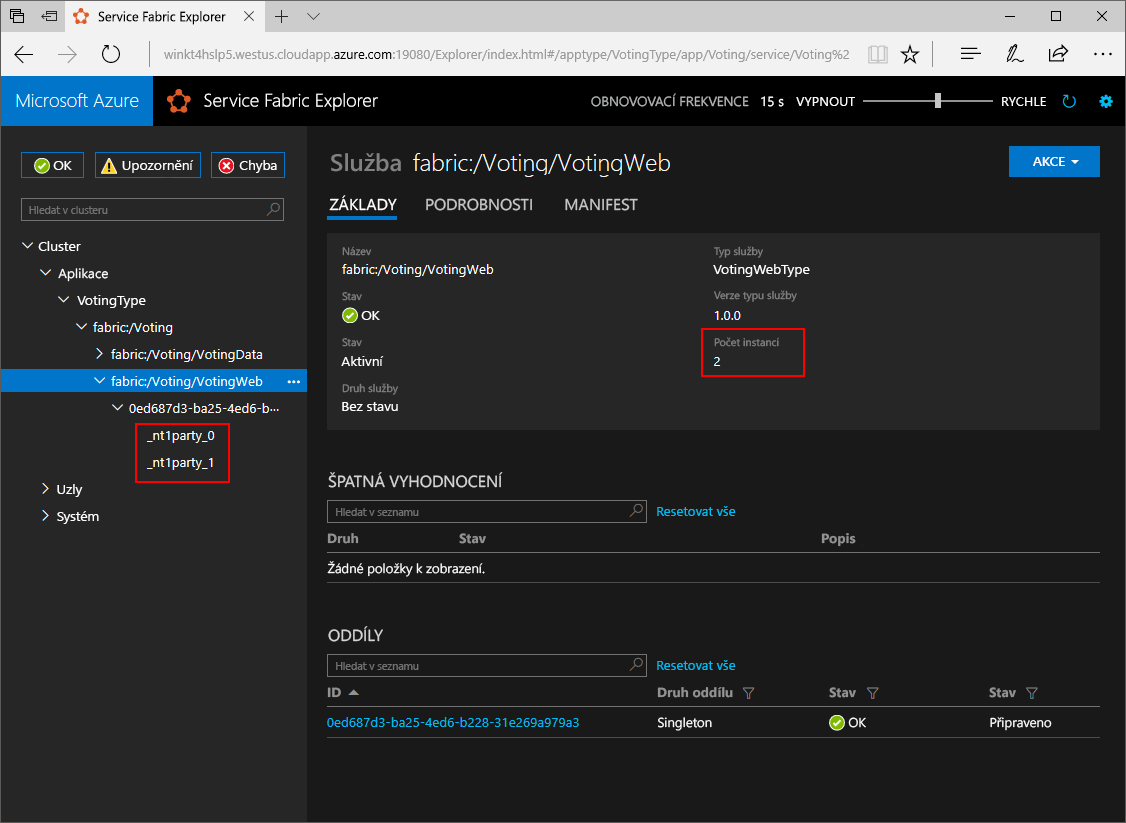 Service Fabric Explorer
winkt4hslp5.westus.cloudapp.azure.com:19080/Explorer/index.html#/apptype/VotingType/app/Voting/service/Voting%2
Microsoft Azure
Service Fabric Explorer
OBNOVOVACÍ FREKVENCE 15 s VYPNOUT RYCHLE
OK Upozornění Chyba
Hledat v clusteru
Cluster
Aplikace
VotingType
fabric:/Voting
fabric:/Voting/VotingData
fabric:/Voting/VotingWeb ...
0ed687d3-ba25-4ed6-b...
_nt1party_0
_nt1party_1
Uzly
Systém
Služba fabric:/Voting/VotingWeb
AKCE
ZÁKLADY PODROBNOSTI MANIFEST
Název
fabric:/Voting/VotingWeb
Stav
OK
Stav
Aktivní
Druh služby
Bez stavu
Typ služby
VotingWebType
Verze typu služby
1.0.0
Počet instancí
2
ŠPATNÁ VYHODNOCENÍ
Hledat v seznamu Resetovat vše
Druh Stav Popis
Žádné položky k zobrazení.
ODDÍLY
Hledat v seznamu Resetovat vše
ID Druh oddílu Stav Stav
0ed687d3-ba25-4ed6-b228-31e269a979a3 Singleton OK Připraveno